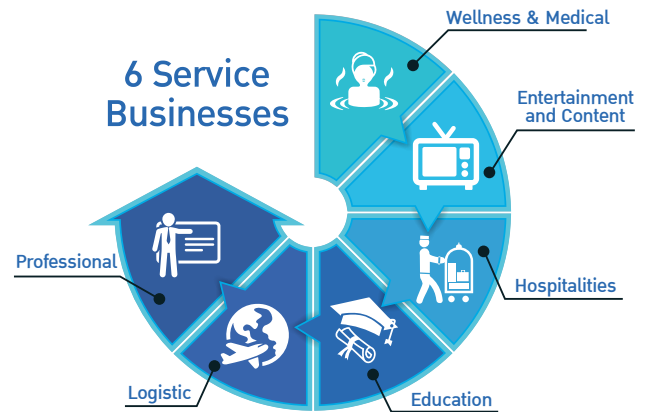 6 Service
Businesses
Wellness & Medical
Entertainment
and Content
Hospitalities
Education
Logistic
Professional